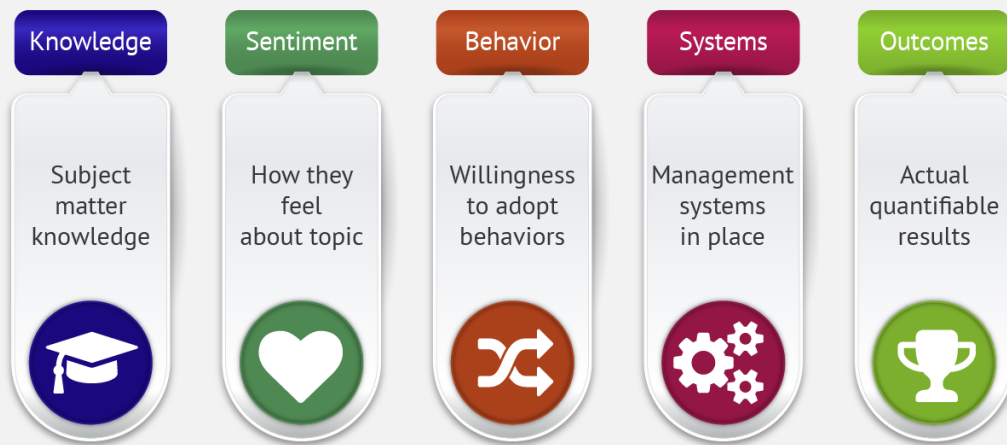 Knowledge
Sentiment
Behavior
Systems
Outcomes
Subject
matter
knowledge
How they
feel
about topic
Willingness
to adopt
behaviors
Management
systems
in place
Actual
quantifiable
results